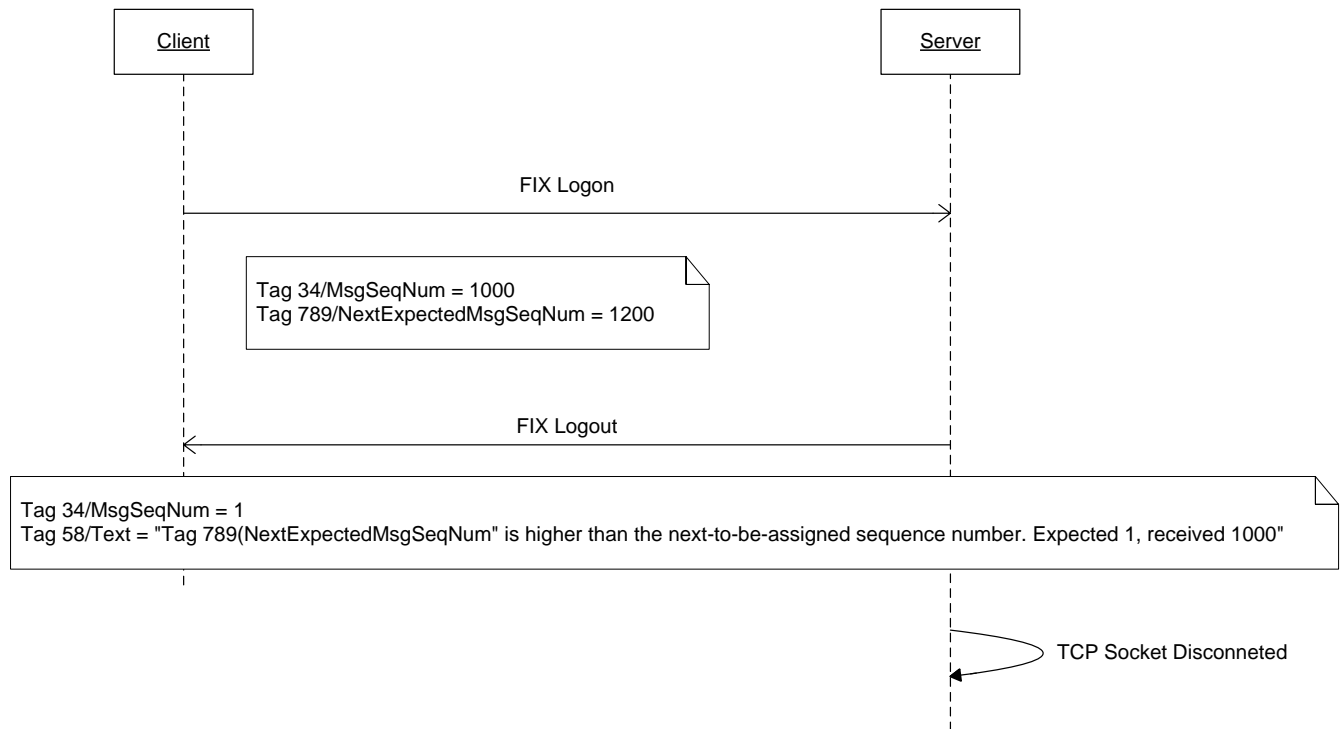 Client
Server
FIX Logon
Tag 34/MsgSeqNum = 1000
Tag 789/NextExpectedMsgSeqNum = 1200
FIX Logout
Tag 34/MsgSeqNum = 1
Tag 58/Text = "Tag 789(NextExpectedMsgSeqNum" is higher than the next-to-be-assigned sequence number. Expected 1, received 1000"
TCP Socket Disconneted